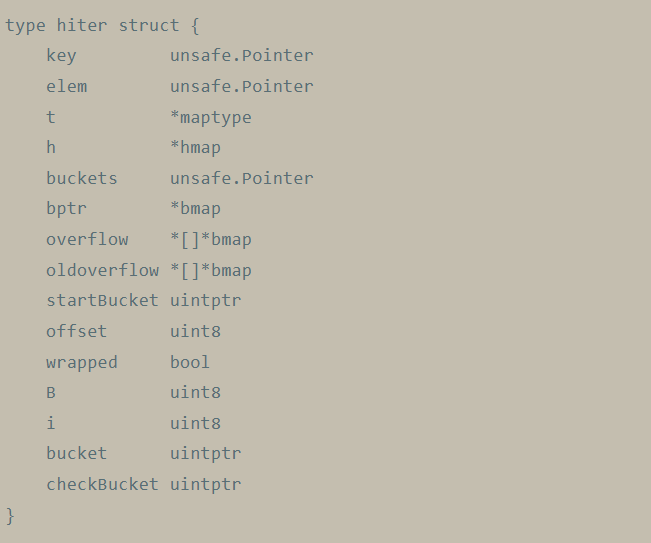 type hiter struct {
    key         unsafe.Pointer
    elem        unsafe.Pointer
    t           *maptype
    h           *hmap
    buckets     unsafe.Pointer
    bptr        *bmap
    overflow    *[]*bmap
    oldoverflow *[]*bmap
    startBucket uintptr
    offset      uint8
    wrapped     bool
    B           uint8
    i           uint8
    bucket      uintptr
    checkBucket uintptr
}